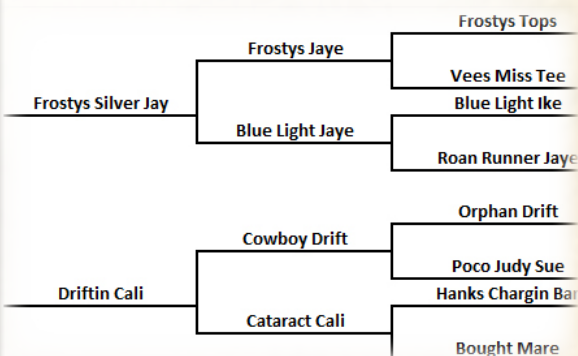 Frostys Tops
Frostys Jaye
Vees Miss Tee
Frostys Silver Jay
Blue Light Ike
Blue Light Jaye
Roan Runner Jaye
Orphan Drift
Cowboy Drift
Poco Judy Sue
Driftin Cali
Hanks Chargin Bar
Cataract Cali
Bought Mare